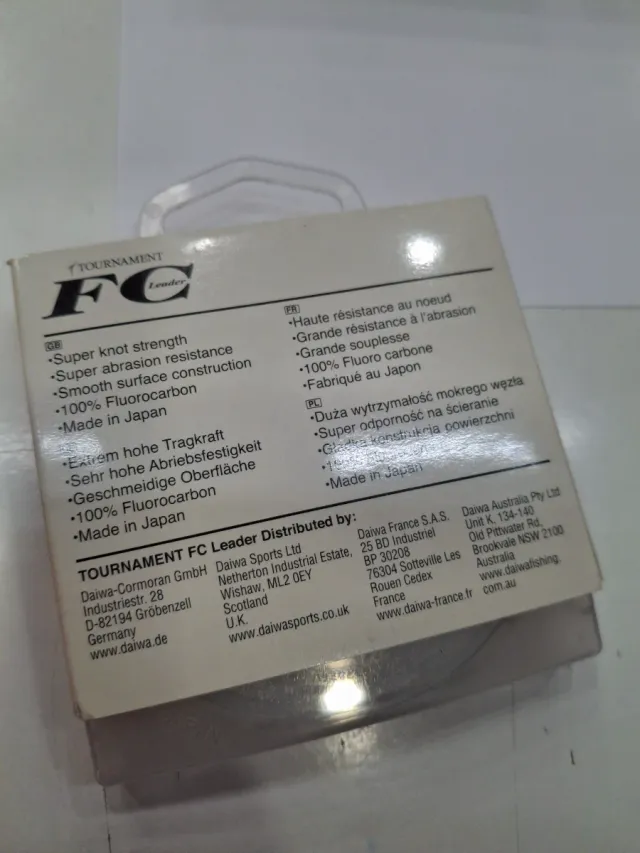 TOURNAMENT
FC Leader
GB
•Super knot strength
•Super abrasion resistance
•Smooth surface construction
•100% Fluorocarbon
•Made in Japan
•Extrem hohe Tragkraft
•Sehr hohe Abriebsfestigkeit
•Geschmeidige Oberfläche
•100% Fluorocarbon
•Made in Japan
FR
•Haute résistance au noeud
•Grande résistance à l'abrasion
•Grande souplesse
•100% Fluoro carbone
•Fabriqué au Japon
PL
•Duża wytrzymałość mokrego węzła
•Super odporność na ścieranie
•Gładka konstrukcja powierzchni
•Made in Japan
TOURNAMENT FC Leader Distributed by:
Daiwa-Cormoran GmbH
Industriestr. 28
D-82194 Gröbenzell
Germany
www.daiwa.de
Daiwa Sports Ltd
Netherton Industrial Estate,
Wishaw, ML2 0EY
Scotland
U.K.
www.daiwasports.co.uk
Daiwa France S.A.S.
25 BD Industriel
BP 30208
76304 Sotteville Les
Rouen Cedex
France
www.daiwa-france.fr
Daiwa Australia Pty Ltd
Unit K, 134-140
Old Pittwater Rd,
Brookvale NSW 2100
Australia
www.daiwafishing.
com.au